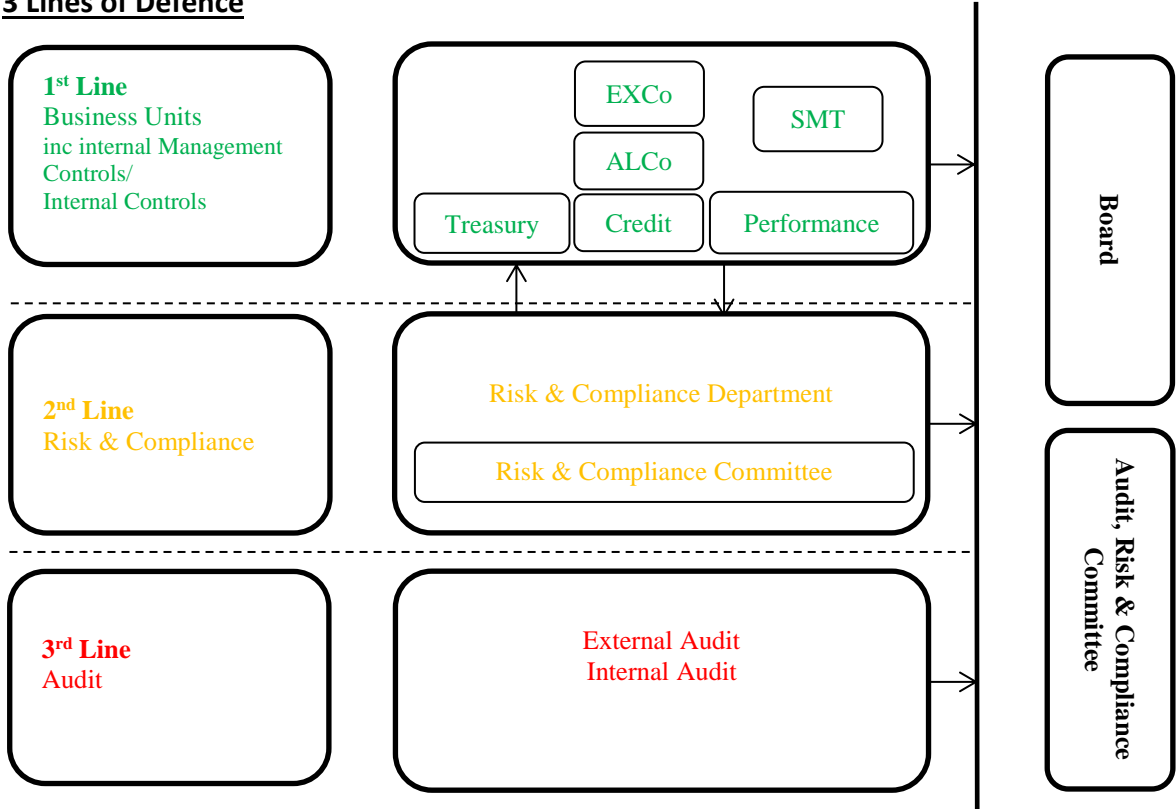 3 Lines of Defence
1st Line
Business Units
inc internal Management
Controls/
Internal Controls
EXCo
SMT
ALCo
Treasury
Credit
Performance
2nd Line
Risk & Compliance
Risk & Compliance Department
Risk & Compliance Committee
3rd Line
Audit
External Audit
Internal Audit
Board
Audit, Risk & Compliance
Committee